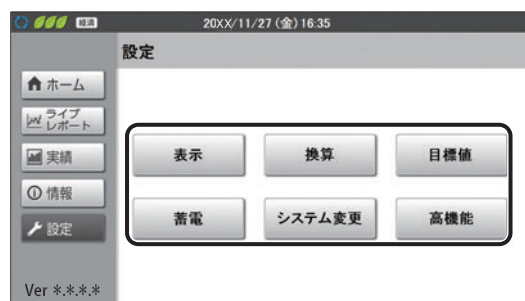 経済 20XX/11/27 (金) 16:35
設定
ホーム
ライブ
レポート
実績
情報
設定
表示 換算 目標値
蓄電 システム変更 高機能
Ver *.*.*.*